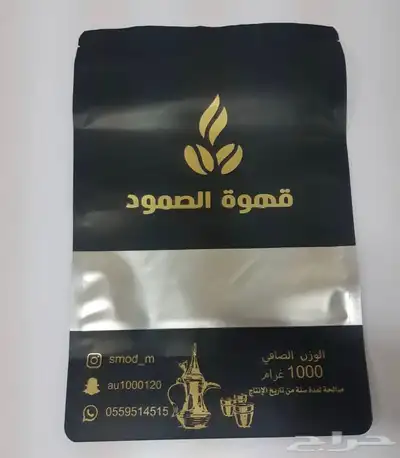 قهوة الصمود
الوزن الصافي
1000 غرام
صالحة لمدة سنة من تاريخ الإنتاج
smod_m
au1000120
0559514515
حراج